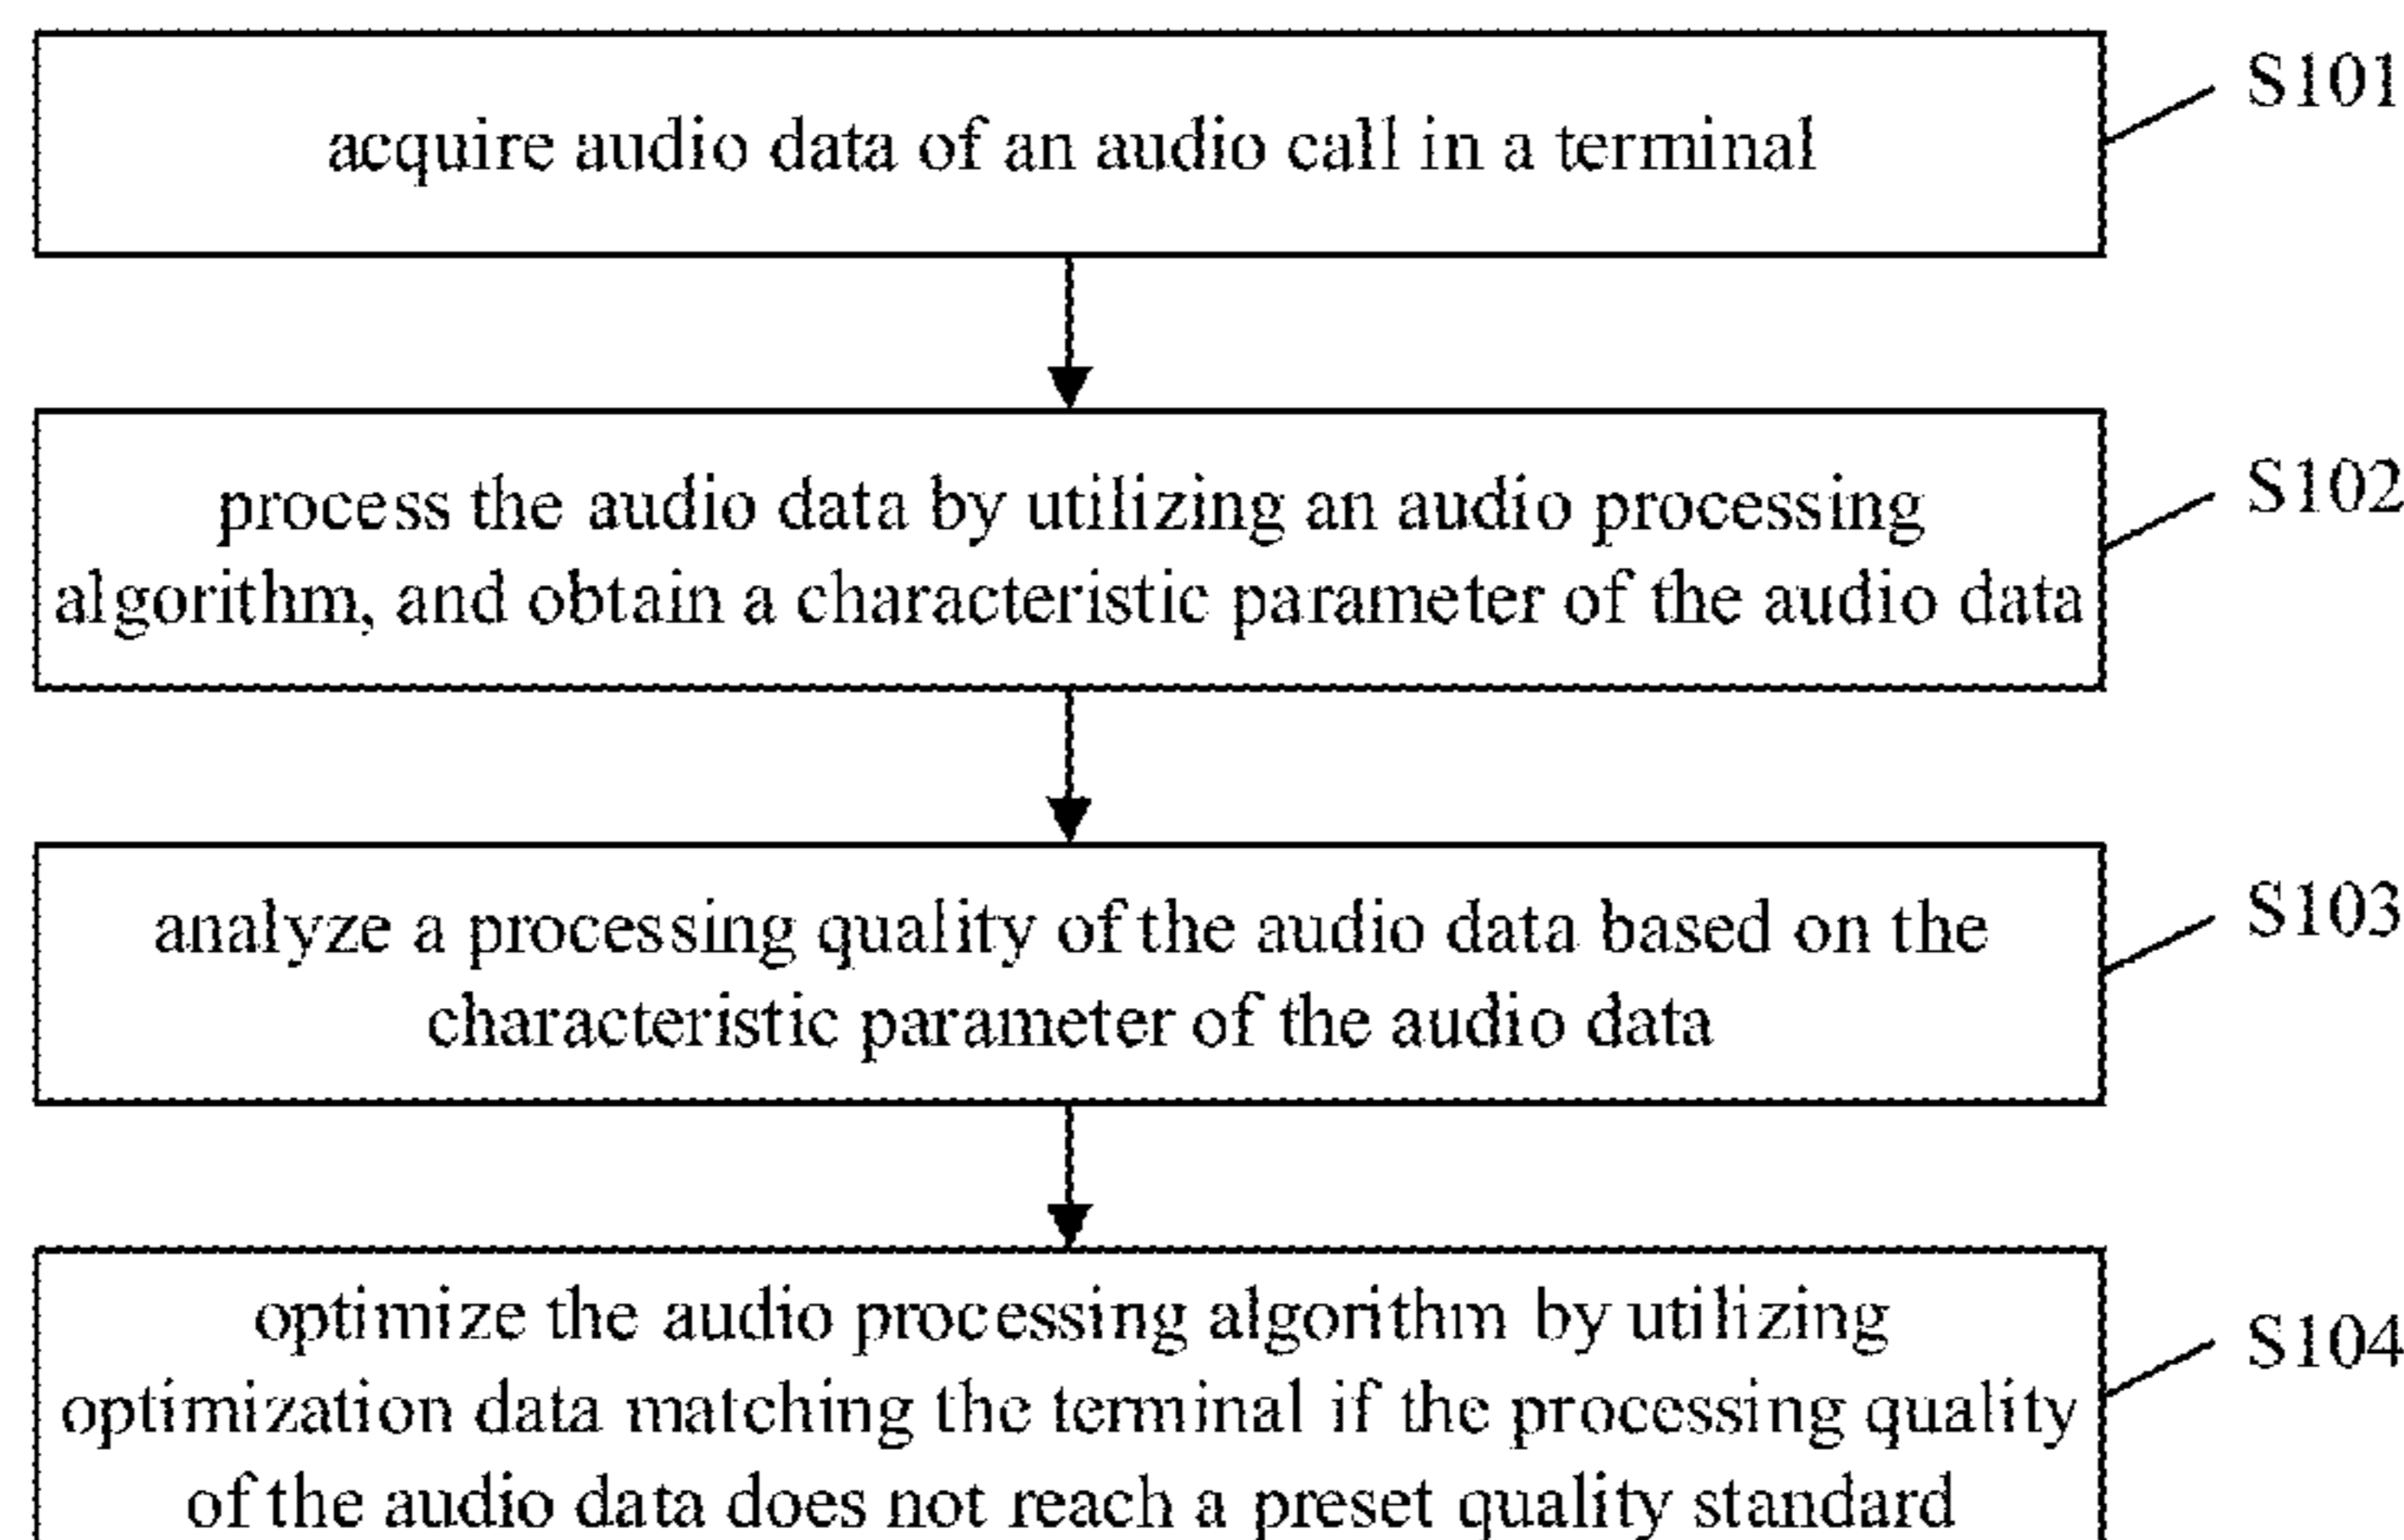 acquire audio data of an audio call in a terminal
S101
process the audio data by utilizing an audio processing
algorithm, and obtain a characteristic parameter of the audio data
S102
analyze a processing quality of the audio data based on the
characteristic parameter of the audio data
S103
optimize the audio processing algorithm by utilizing
optimization data matching the terminal if the processing quality
of the audio data does not reach a preset quality standard
S104